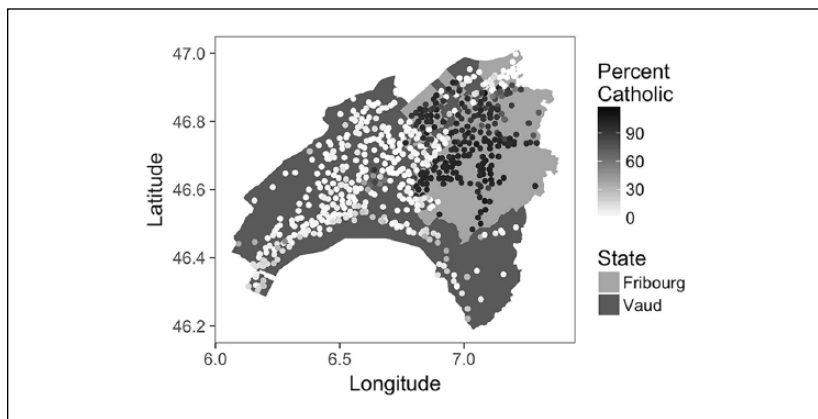 47.0
46.8
46.6
46.4
46.2
Latitude
6.0
6.5
7.0
Longitude
Percent
Catholic
90
60
30
0
State
Fribourg
Vaud